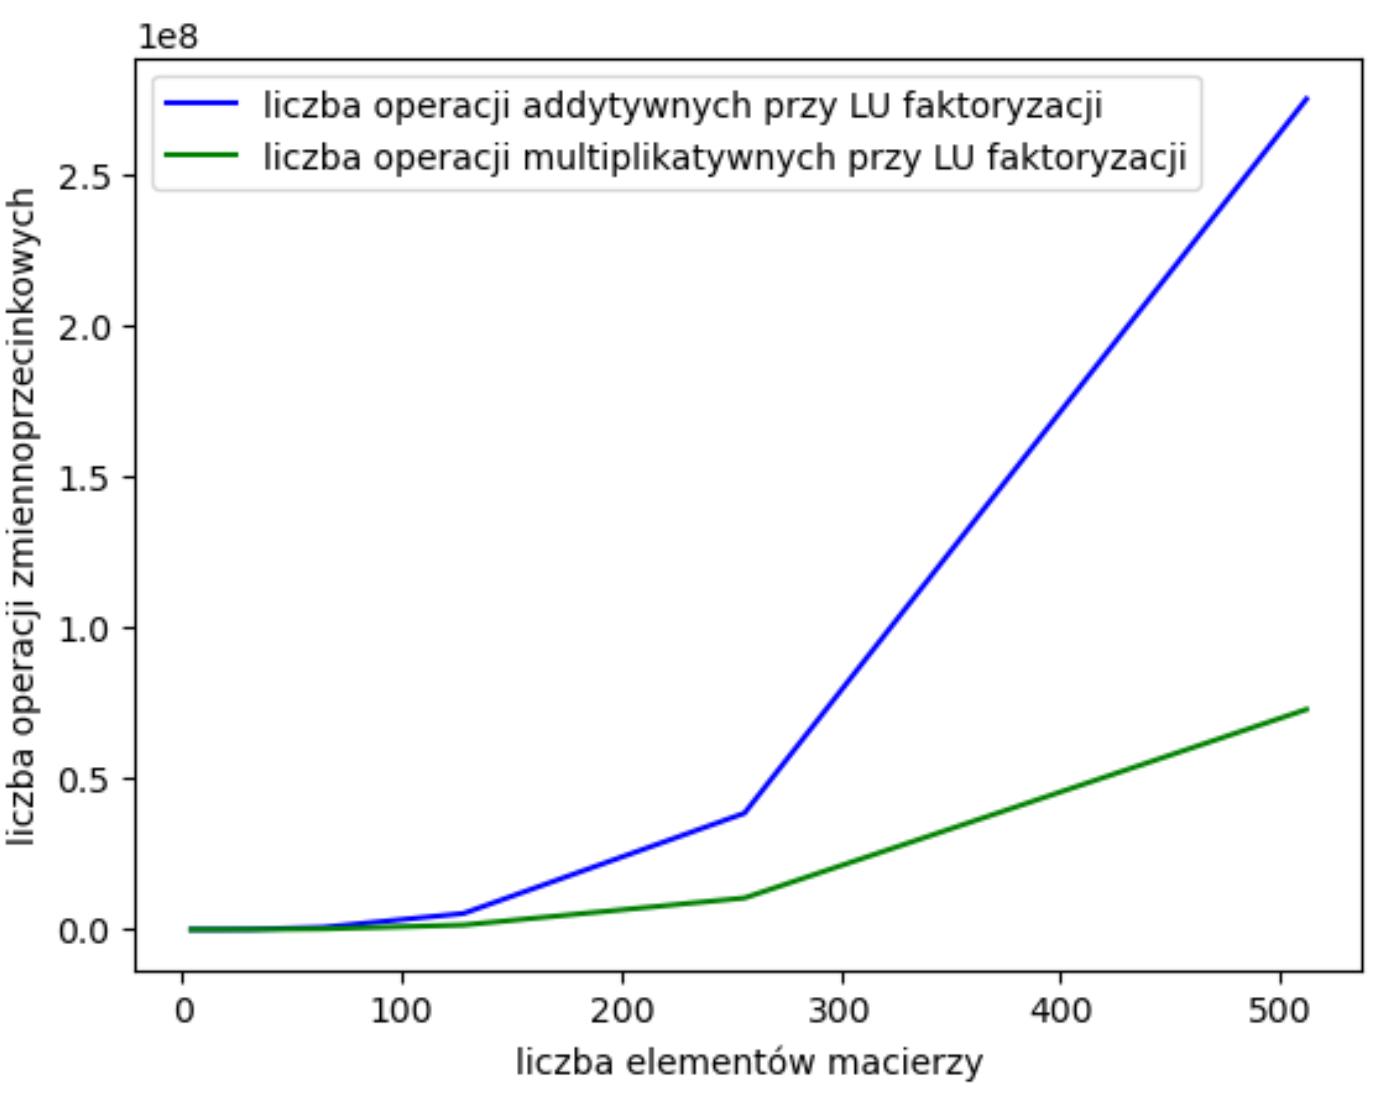 1e8
liczba operacji addytywnych przy LU faktoryzacji
liczba operacji multiplikatywnych przy LU faktoryzacji
liczba operacji zmiennoprzecinkowych
2.5
2.0
1.5
1.0
0.5
0.0
0 100 200 300 400 500
liczba elementów macierzy